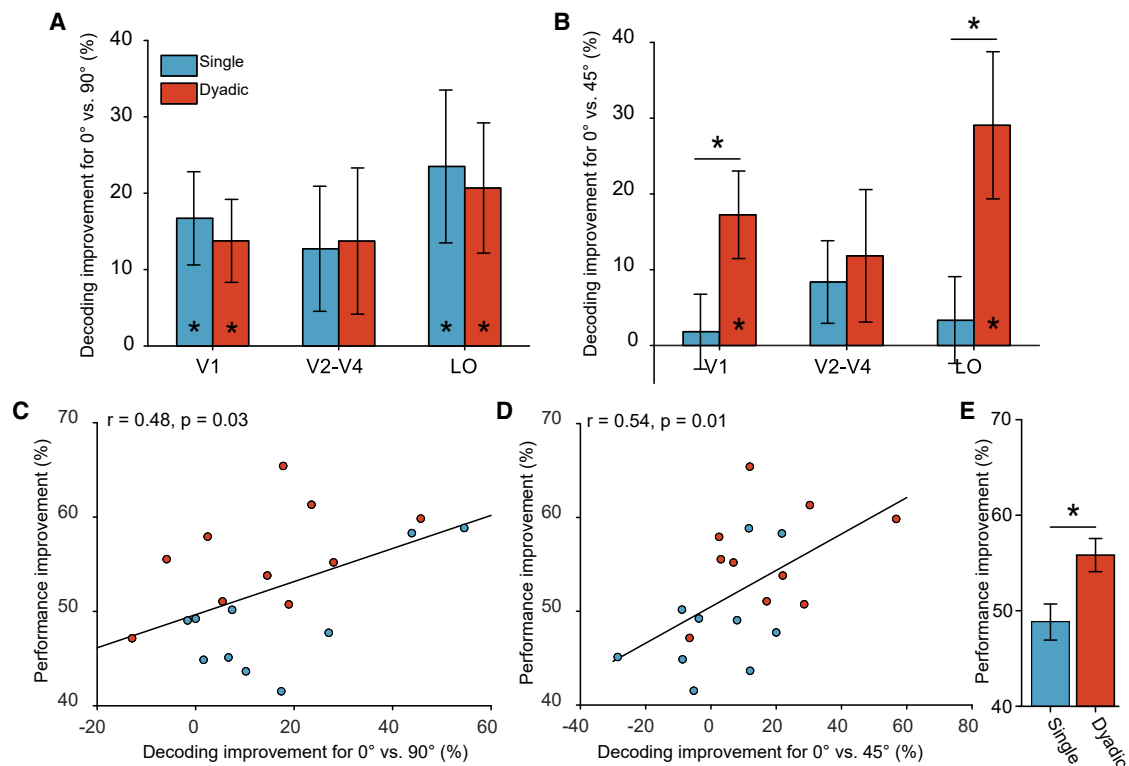 A
Decoding improvement for 0° vs. 90° (%)
40
30
20
10
0
Single
Dyadic
*
*
*
*
V1
V2-V4
LO
B
Decoding improvement for 0° vs. 45° (%)
40
30
20
10
0
*
*
*
*
V1
V2-V4
LO
C
Performance improvement (%)
70
60
50
40
r = 0.48, p = 0.03
-20
0
20
40
60
Decoding improvement for 0° vs. 90° (%)
D
Performance improvement (%)
70
60
50
40
r = 0.54, p = 0.01
-40
-20
0
20
40
60
80
Decoding improvement for 0° vs. 45° (%)
E
Performance improvement (%)
70
60
50
40
*
Single
Dyadic